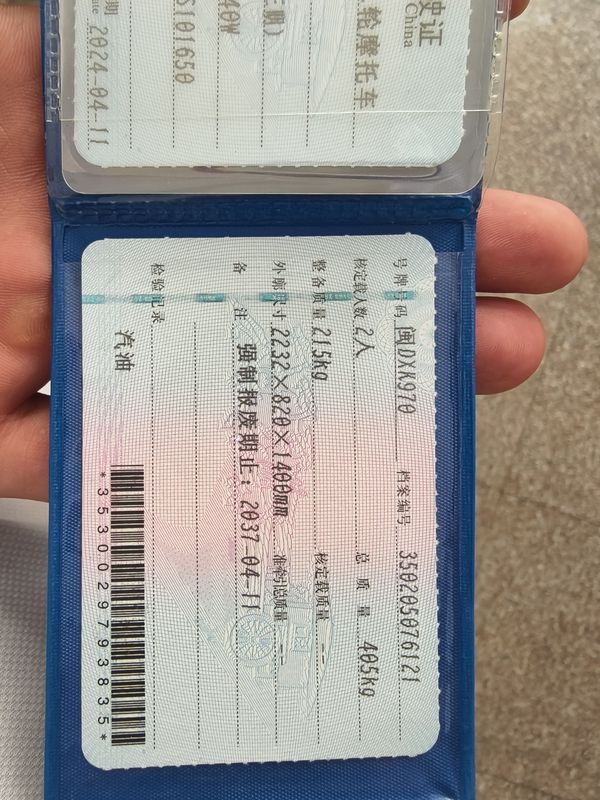 驶证
China
轮摩托车
40W
S101650
2024-04-11
号牌号码 闽DXK970 档案编号 350205076121
核定载人数 2人 总质量 405kg
整备质量 215kg 核定载质量 --
外廓尺寸 2232×820×1400mm 准牵引总质量 --
备注 强制报废期止：2037-04-11
检验记录
汽油
*3530029793835*